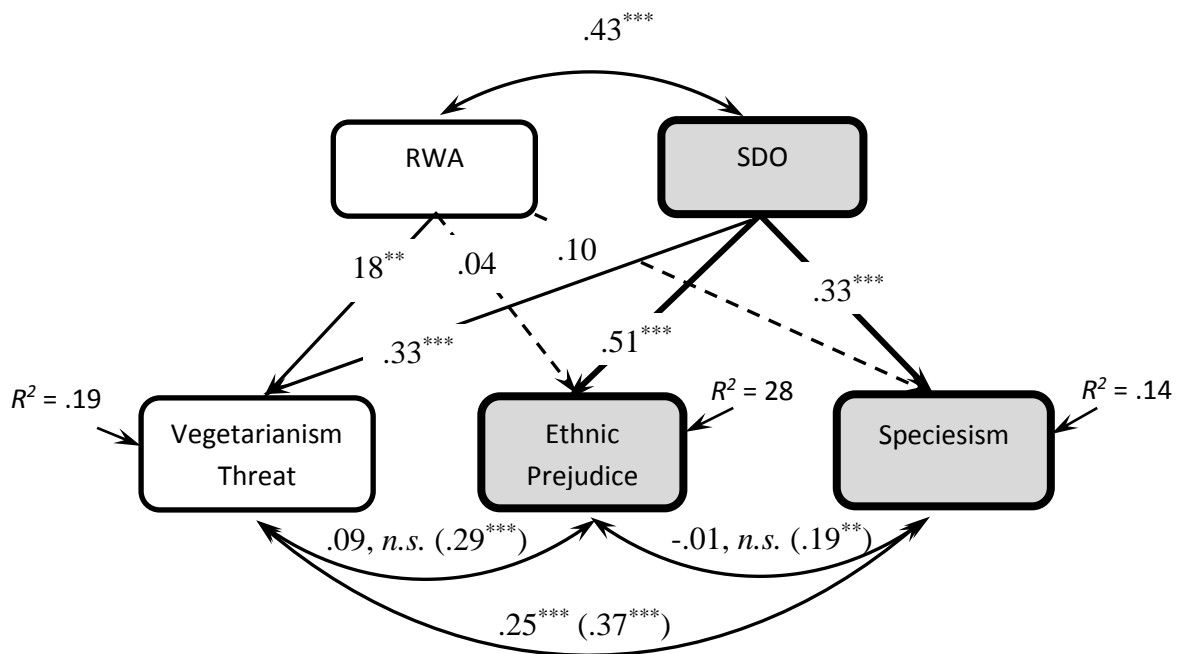 .43***
RWA
SDO
18**
.04
.10
.33***
.33***
.51***
R² = .19
R² = 28
R² = .14
Vegetarianism
Threat
Ethnic
Prejudice
Speciesism
.09, n.s. (.29***)
-.01, n.s. (.19**)
.25*** (.37***)